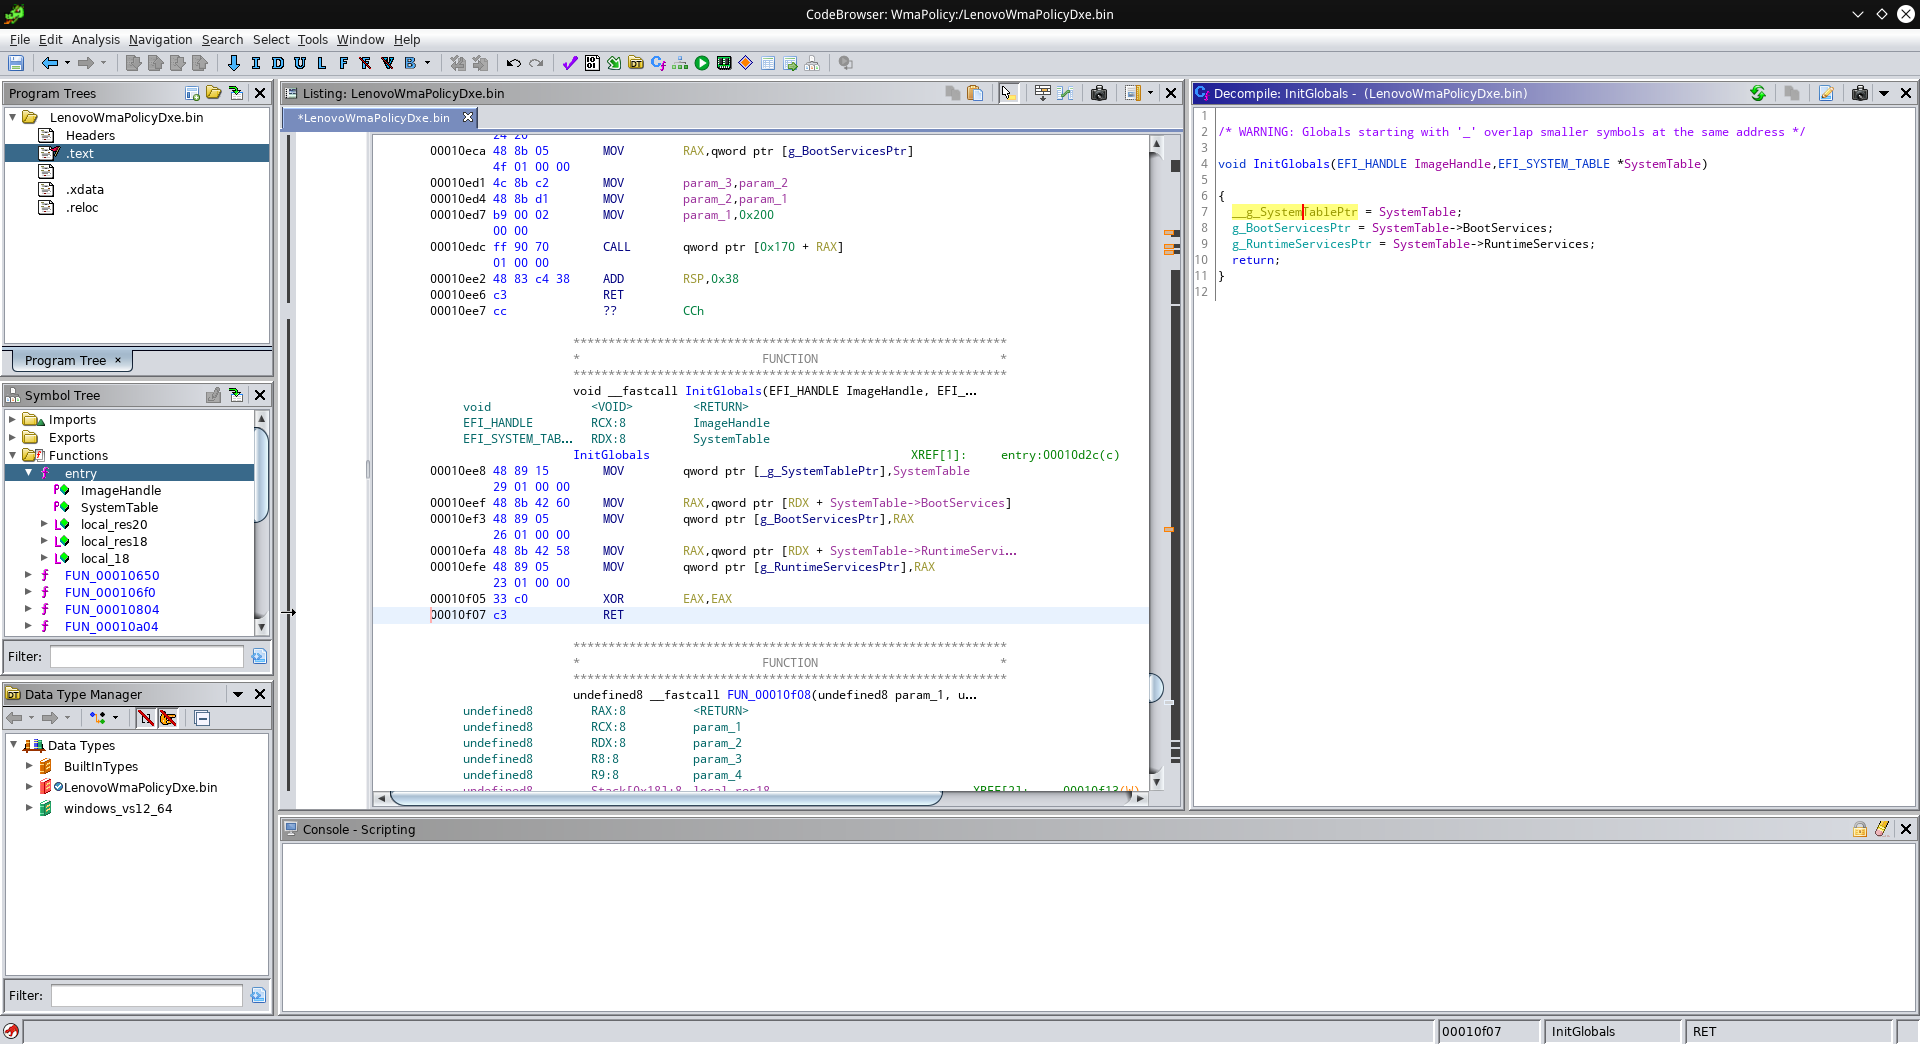 CodeBrowser: WmaPolicy:/LenovoWmaPolicyDxe.bin
File Edit Analysis Navigation Search Select Tools Window Help
Program Trees
LenovoWmaPolicyDxe.bin
Headers
.text
.xdata
.reloc
Program Tree ×
Symbol Tree
Imports
Exports
Functions
entry
ImageHandle
SystemTable
local_res20
local_res18
local_18
FUN_00010650
FUN_000106f0
FUN_00010804
FUN_00010a04
Filter:
Data Type Manager
Data Types
BuiltInTypes
LenovoWmaPolicyDxe.bin
windows_vs12_64
Filter:
Listing: LenovoWmaPolicyDxe.bin
*LenovoWmaPolicyDxe.bin
24 20
00010eca 48 8b 05 MOV RAX,qword ptr [g_BootServicesPtr]
4f 01 00 00
00010ed1 4c 8b c2 MOV param_3,param_2
00010ed4 48 8b d1 MOV param_2,param_1
00010ed7 b9 00 02 MOV param_1,0x200
00 00
00010edc ff 90 70 CALL qword ptr [0x170 + RAX]
01 00 00
00010ee2 48 83 c4 38 ADD RSP,0x38
00010ee6 c3 RET
00010ee7 cc ?? CCh
**************************************************************
* FUNCTION *
**************************************************************
void __fastcall InitGlobals(EFI_HANDLE ImageHandle, EFI_...
void <VOID> <RETURN>
EFI_HANDLE RCX:8 ImageHandle
EFI_SYSTEM_TAB... RDX:8 SystemTable
InitGlobals XREF[1]: entry:00010d2c(c)
00010ee8 48 89 15 MOV qword ptr [_g_SystemTablePtr],SystemTable
29 01 00 00
00010eef 48 8b 42 60 MOV RAX,qword ptr [RDX + SystemTable->BootServices]
00010ef3 48 89 05 MOV qword ptr [g_BootServicesPtr],RAX
26 01 00 00
00010efa 48 8b 42 58 MOV RAX,qword ptr [RDX + SystemTable->RuntimeServi...
00010efe 48 89 05 MOV qword ptr [g_RuntimeServicesPtr],RAX
23 01 00 00
00010f05 33 c0 XOR EAX,EAX
00010f07 c3 RET
**************************************************************
* FUNCTION *
**************************************************************
undefined8 __fastcall FUN_00010f08(undefined8 param_1, u...
undefined8 RAX:8 <RETURN>
undefined8 RCX:8 param_1
undefined8 RDX:8 param_2
undefined8 R8:8 param_3
undefined8 R9:8 param_4
undefined8 Stack[0x18]:8 local_res18 XREF[2]: 00010f13(W)
Decompile: InitGlobals - (LenovoWmaPolicyDxe.bin)
1
2 /* WARNING: Globals starting with '_' overlap smaller symbols at the same address */
3
4 void InitGlobals(EFI_HANDLE ImageHandle,EFI_SYSTEM_TABLE *SystemTable)
5
6 {
7 __g_SystemTablePtr = SystemTable;
8 g_BootServicesPtr = SystemTable->BootServices;
9 g_RuntimeServicesPtr = SystemTable->RuntimeServices;
10 return;
11 }
12
Console - Scripting
00010f07 InitGlobals RET